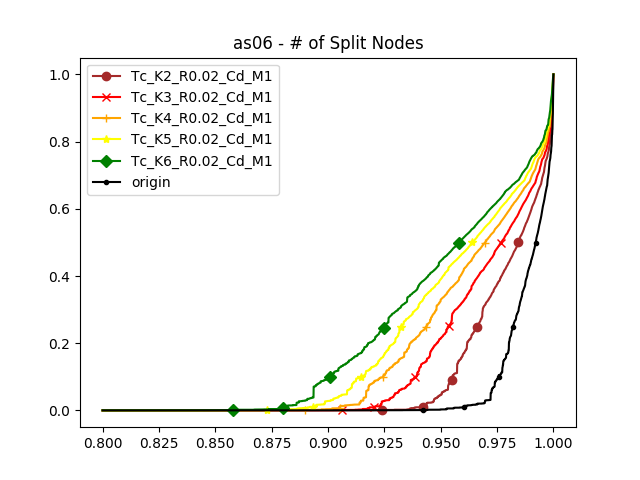 as06 - # of Split Nodes
1.0
0.8
0.6
0.4
0.2
0.0
Tc_K2_R0.02_Cd_M1
Tc_K3_R0.02_Cd_M1
Tc_K4_R0.02_Cd_M1
Tc_K5_R0.02_Cd_M1
Tc_K6_R0.02_Cd_M1
origin
0.800 0.825 0.850 0.875 0.900 0.925 0.950 0.975 1.000